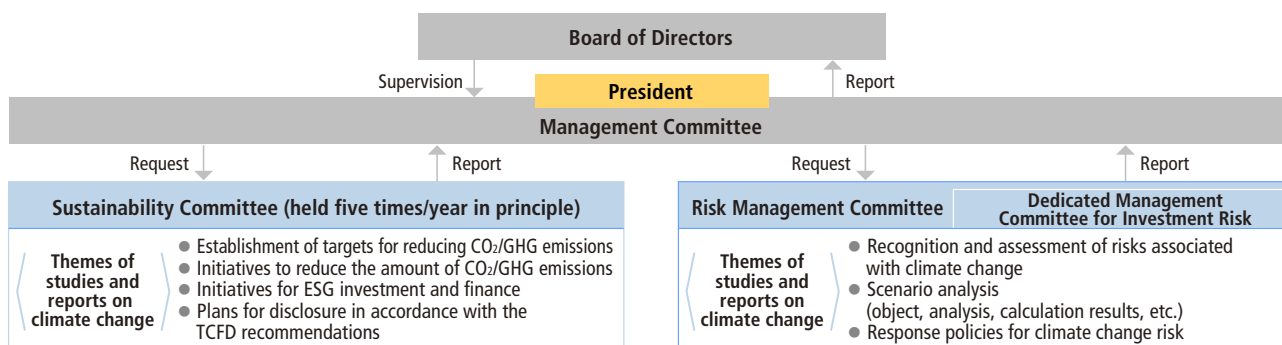 Board of Directors
Supervision
Report
President
Management Committee
Request
Report
Request
Report
Sustainability Committee (held five times/year in principle)
Themes of
studies and
reports on
climate change
● Establishment of targets for reducing CO₂/GHG emissions
● Initiatives to reduce the amount of CO₂/GHG emissions
● Initiatives for ESG investment and finance
● Plans for disclosure in accordance with the
TCFD recommendations
Risk Management Committee
Dedicated Management
Committee for Investment Risk
Themes of
studies and
reports on
climate change
● Recognition and assessment of risks associated
with climate change
● Scenario analysis
(object, analysis, calculation results, etc.)
● Response policies for climate change risk